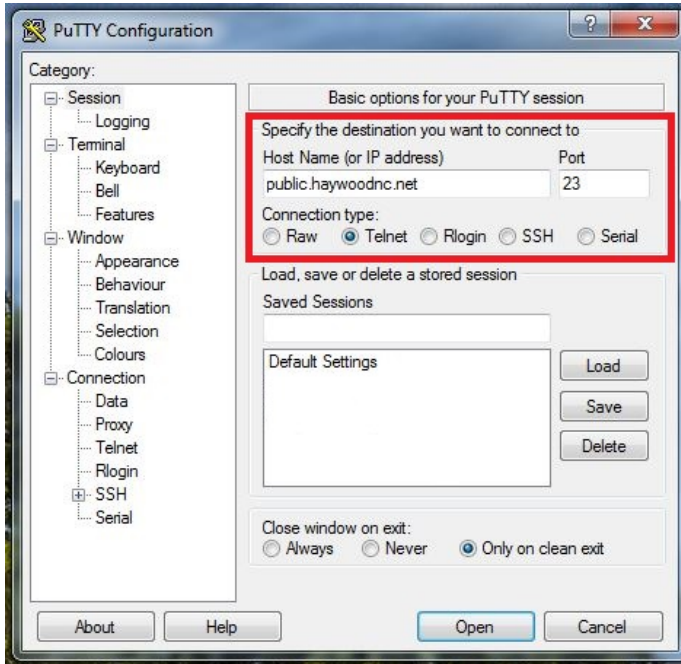 PuTTY Configuration
?
X
Category:
Session
Logging
Terminal
Keyboard
Bell
Features
Window
Appearance
Behaviour
Translation
Selection
Colours
Connection
Data
Proxy
Telnet
Rlogin
SSH
Serial
Basic options for your PuTTY session
Specify the destination you want to connect to
Host Name (or IP address) Port
public.haywoodnc.net 23
Connection type:
Raw Telnet Rlogin SSH Serial
Load, save or delete a stored session
Saved Sessions
Default Settings
Load
Save
Delete
Close window on exit:
Always Never Only on clean exit
About Help Open Cancel